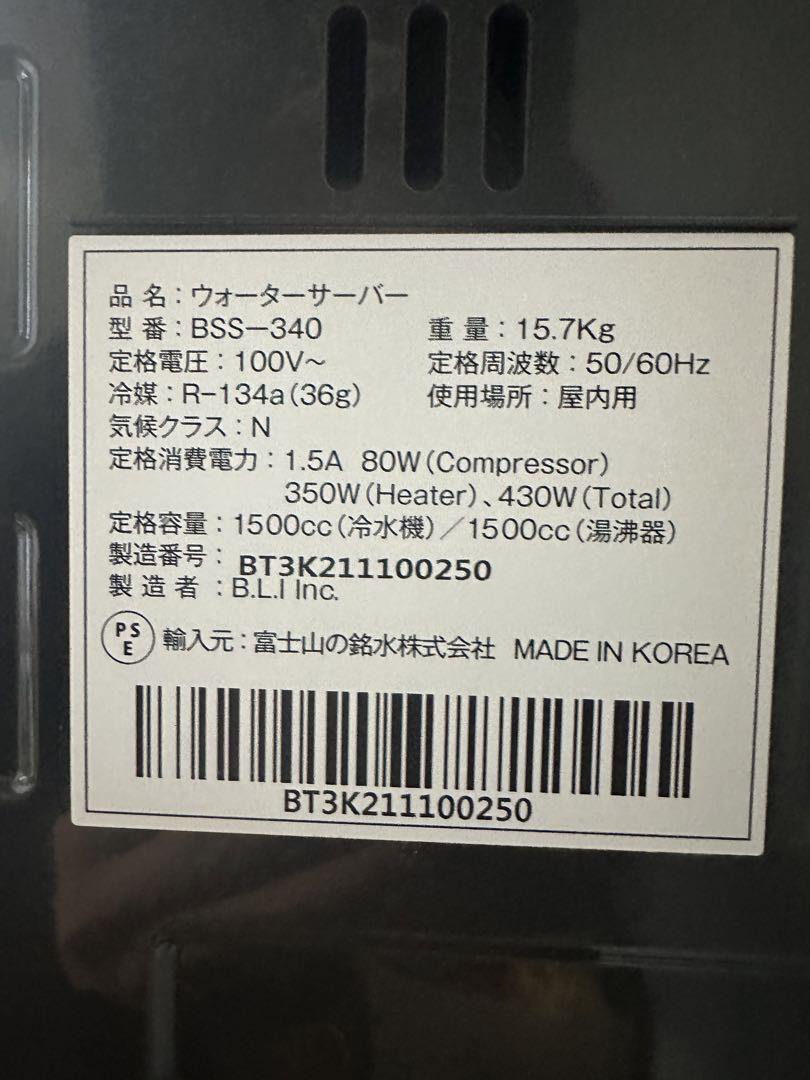 品 名：ウォーターサーバー
型 番：BSS-340 重 量：15.7Kg
定格電圧：100V～ 定格周波数：50/60Hz
冷媒：R-134a(36g) 使用場所：屋内用
気候クラス：N
定格消費電力：1.5A 80W(Compressor)
350W(Heater)、430W(Total)
定格容量：1500cc(冷水機)／1500cc(湯沸器)
製造番号：BT3K211100250
製 造 者：B.L.I Inc.
PSE 輸入元：富士山の銘水株式会社 MADE IN KOREA
BT3K211100250